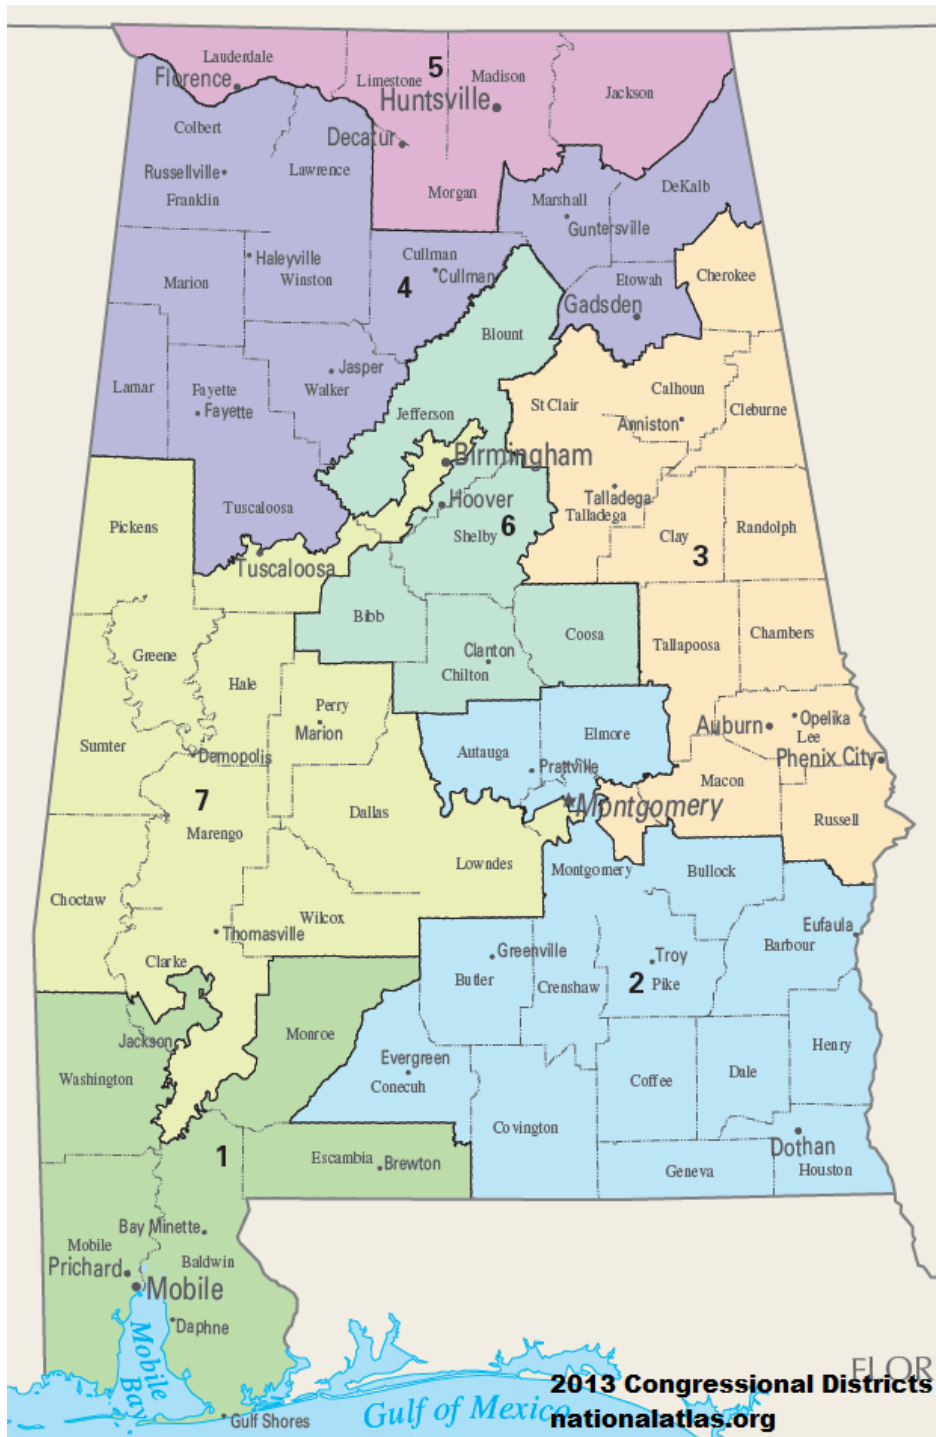 Lauderdale
Florence
5
Limestone
Madison
Huntsville
Jackson
Colbert
Decatur
Russellville
Lawrence
Franklin
Morgan
DeKalb
Marshall
Guntersville
Haleyville
Marion
Winston
Cullman
Cullman
4
Etowah
Gadsden
Cherokee
Blount
Jasper
Lamar
Fayette
Fayette
Walker
Jefferson
St Clair
Calhoun
Cleburne
Anniston
Birmingham
Hoover
Talladega
Talladega
Tuscaloosa
Pickens
6
Shelby
Clay
Randolph
3
Tuscaloosa
Bibb
Coosa
Tallapoosa
Chambers
Greene
Clanton
Chilton
Hale
Perry
Marion
Sumter
Demopolis
Autauga
Elmore
Auburn
Opelika
Lee
Phenix City
Prattville
Macon
7
Montgomery
Marengo
Dallas
Russell
Lowndes
Montgomery
Bullock
Choctaw
Wilcox
Thomasville
Eufaula
Barbour
Clarke
Greenville
Butler
Crenshaw
Troy
2
Pike
Jackson
Monroe
Washington
Evergreen
Conecuh
Coffee
Dale
Henry
Covington
Dothan
Houston
Geneva
1
Escambia
Brewton
Bay Minette
Mobile
Baldwin
Prichard
Mobile
Daphne
Mobile
Bay
Gulf Shores
Gulf of Mexico
FLOR
2013 Congressional Districts
nationalatlas.org